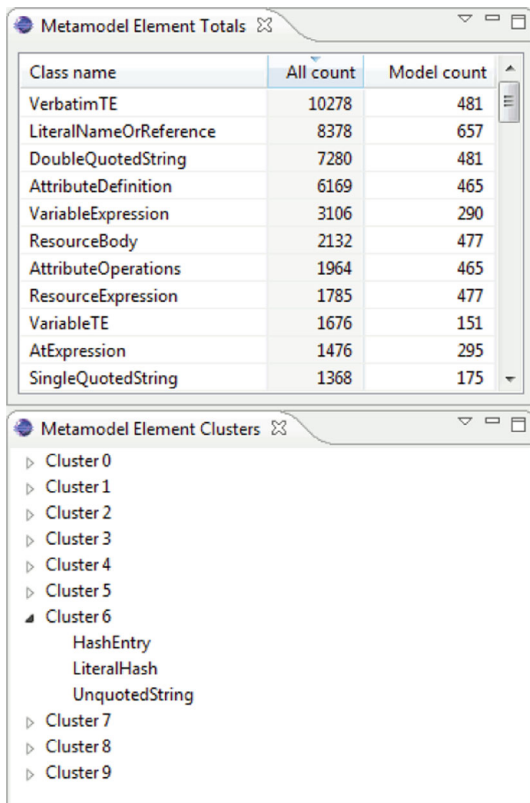 Metamodel Element Totals
Class name All count Model count
VerbatimTE 10278 481
LiteralNameOrReference 8378 657
DoubleQuotedString 7280 481
AttributeDefinition 6169 465
VariableExpression 3106 290
ResourceBody 2132 477
AttributeOperations 1964 465
ResourceExpression 1785 477
VariableTE 1676 151
AtExpression 1476 295
SingleQuotedString 1368 175
Metamodel Element Clusters
Cluster 0
Cluster 1
Cluster 2
Cluster 3
Cluster 4
Cluster 5
Cluster 6
HashEntry
LiteralHash
UnquotedString
Cluster 7
Cluster 8
Cluster 9